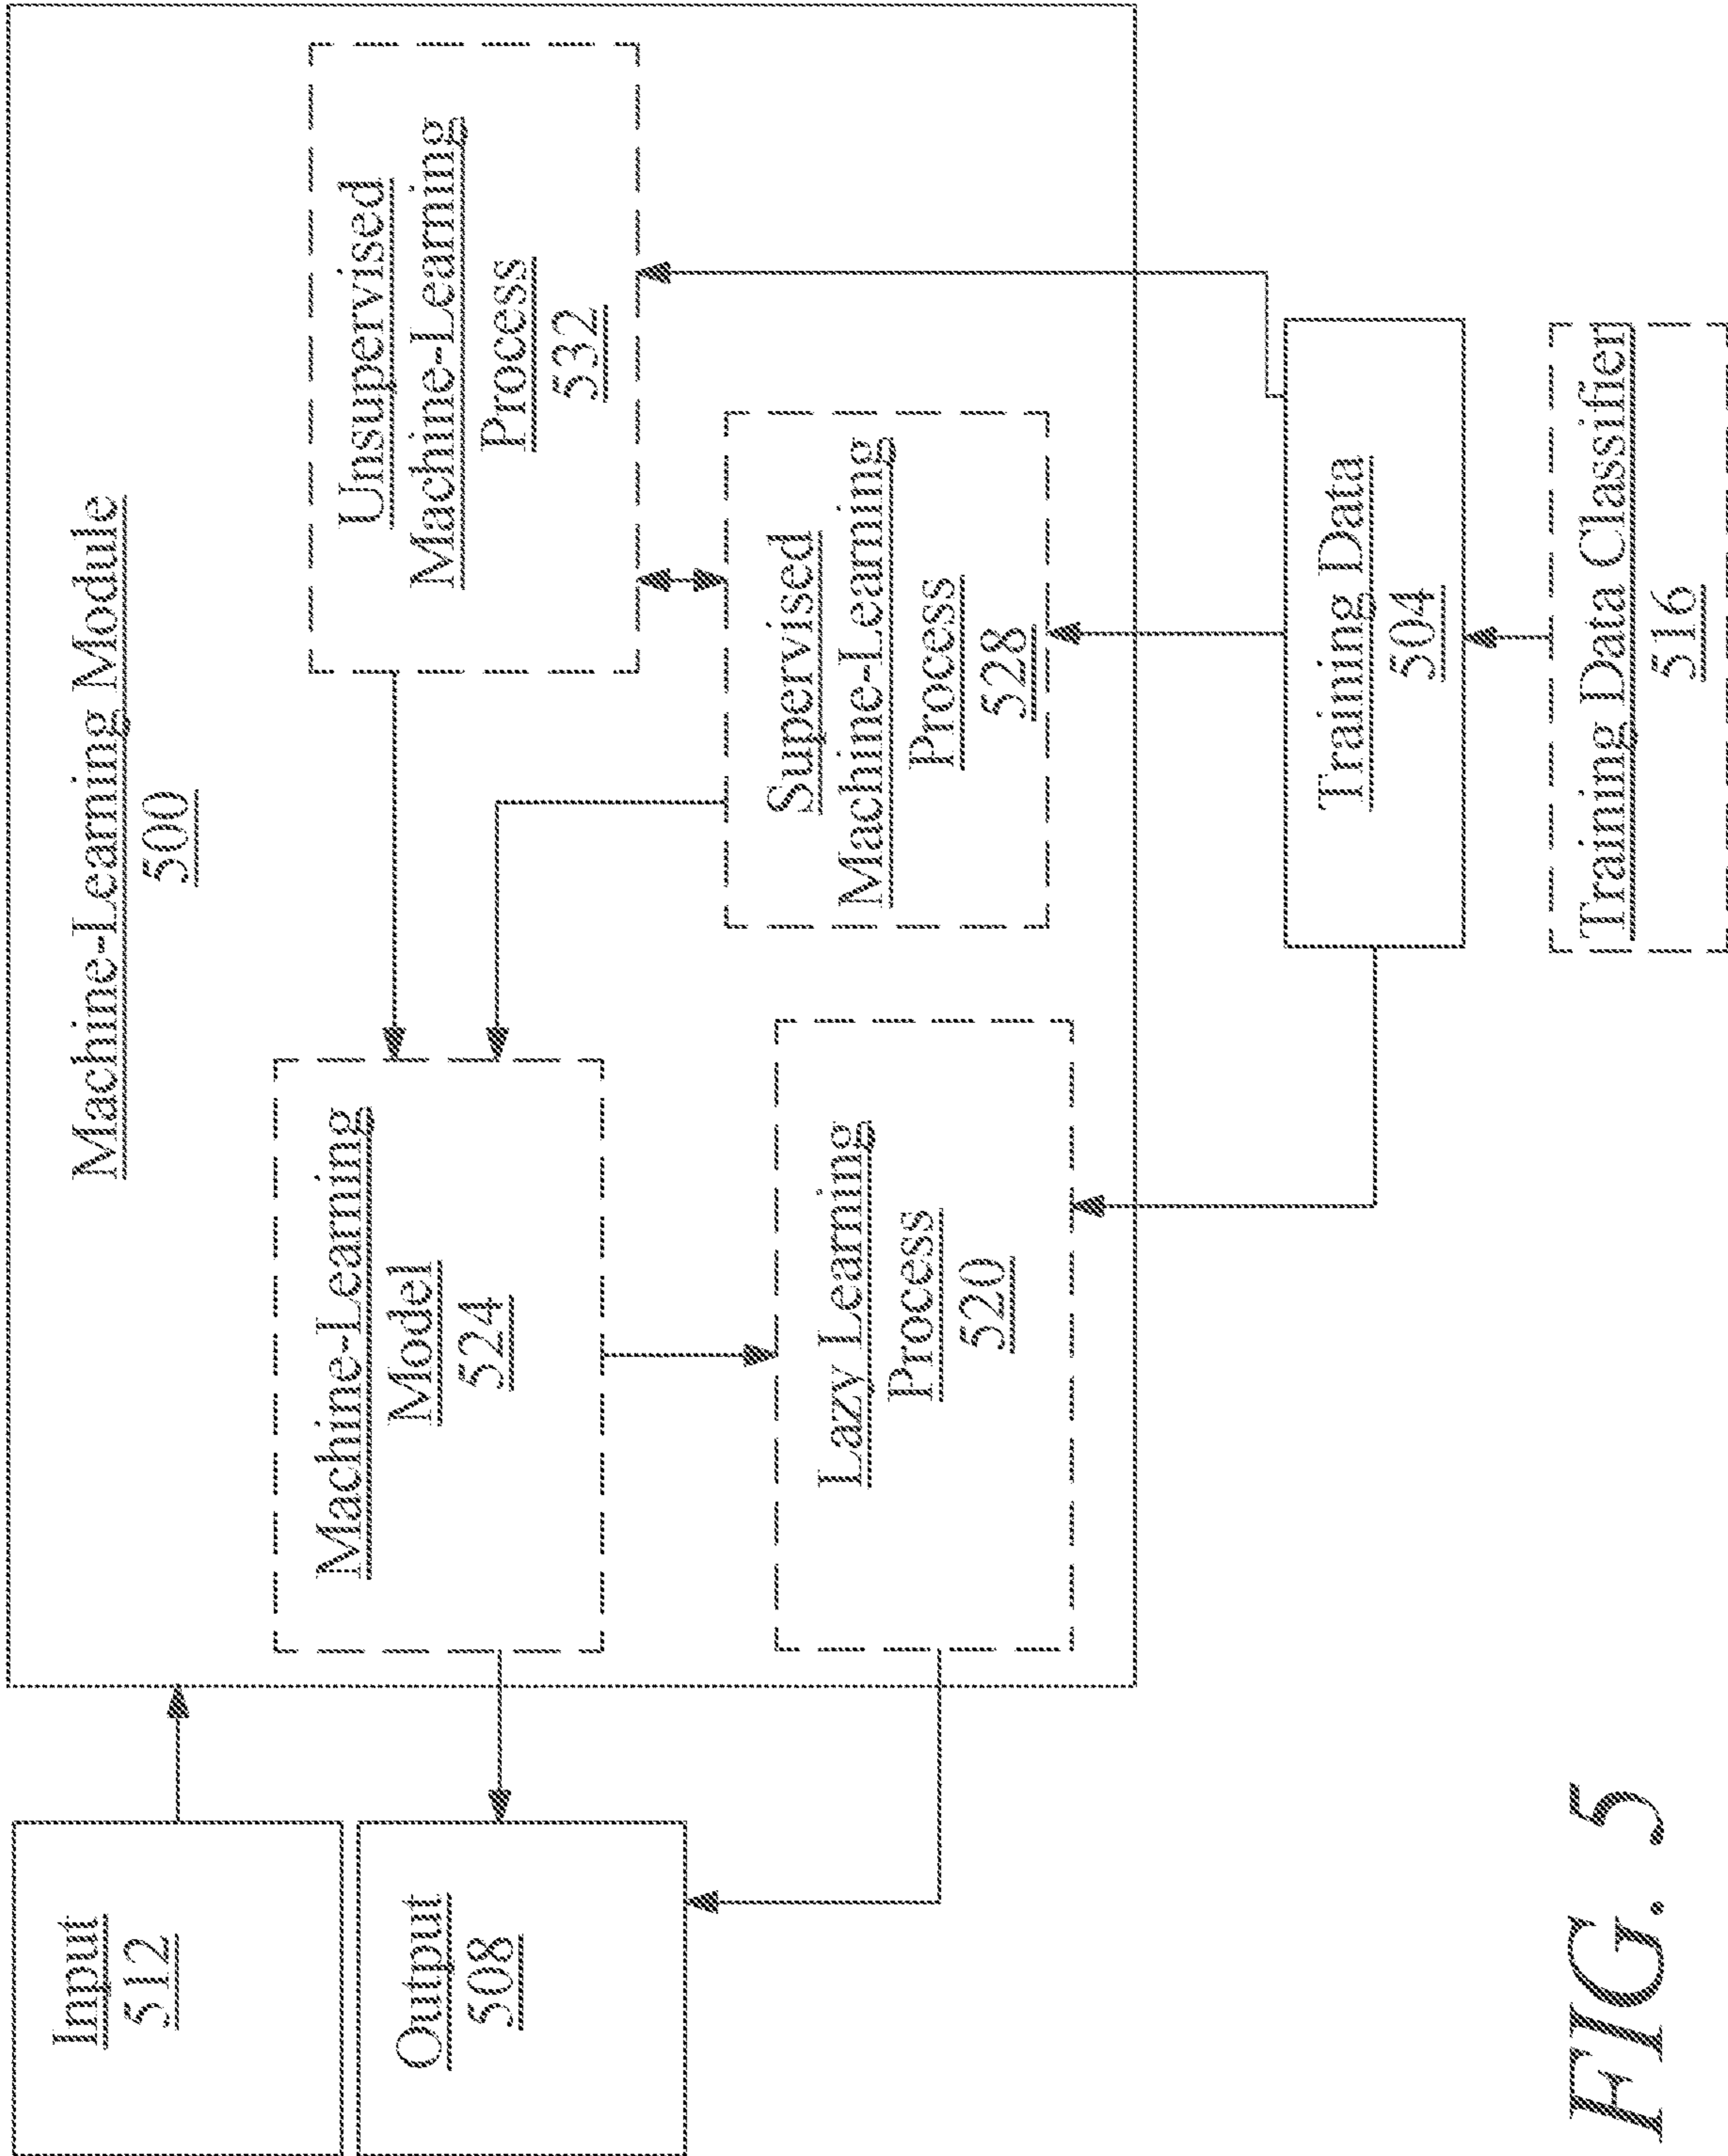 Machine-Learning Module
500
Input
512
Output
508
Machine-Learning
Model
524
Unsupervised
Machine-Learning
Process
532
Lazy Learning
Process
520
Supervised
Machine-Learning
Process
528
Training Data
504
Training Data Classifier
516
FIG. 5